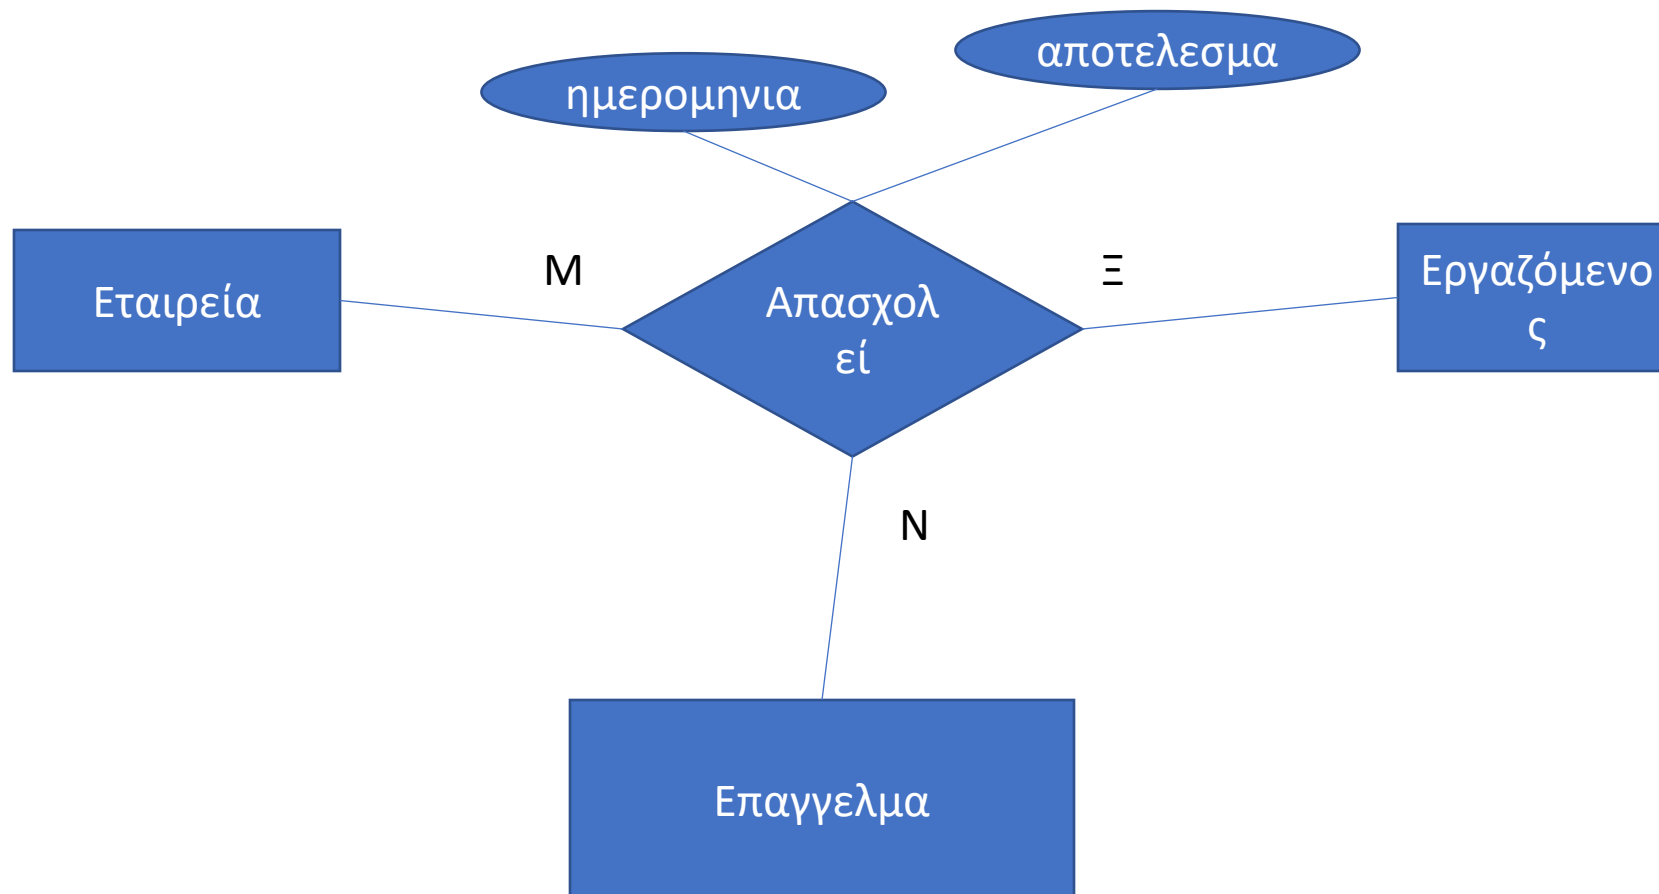 αποτελεσμα
ημερομηνια
Μ
Ξ
Εταιρεία
Απασχολ
εί
Εργαζόμενο
ς
Ν
Επαγγελμα